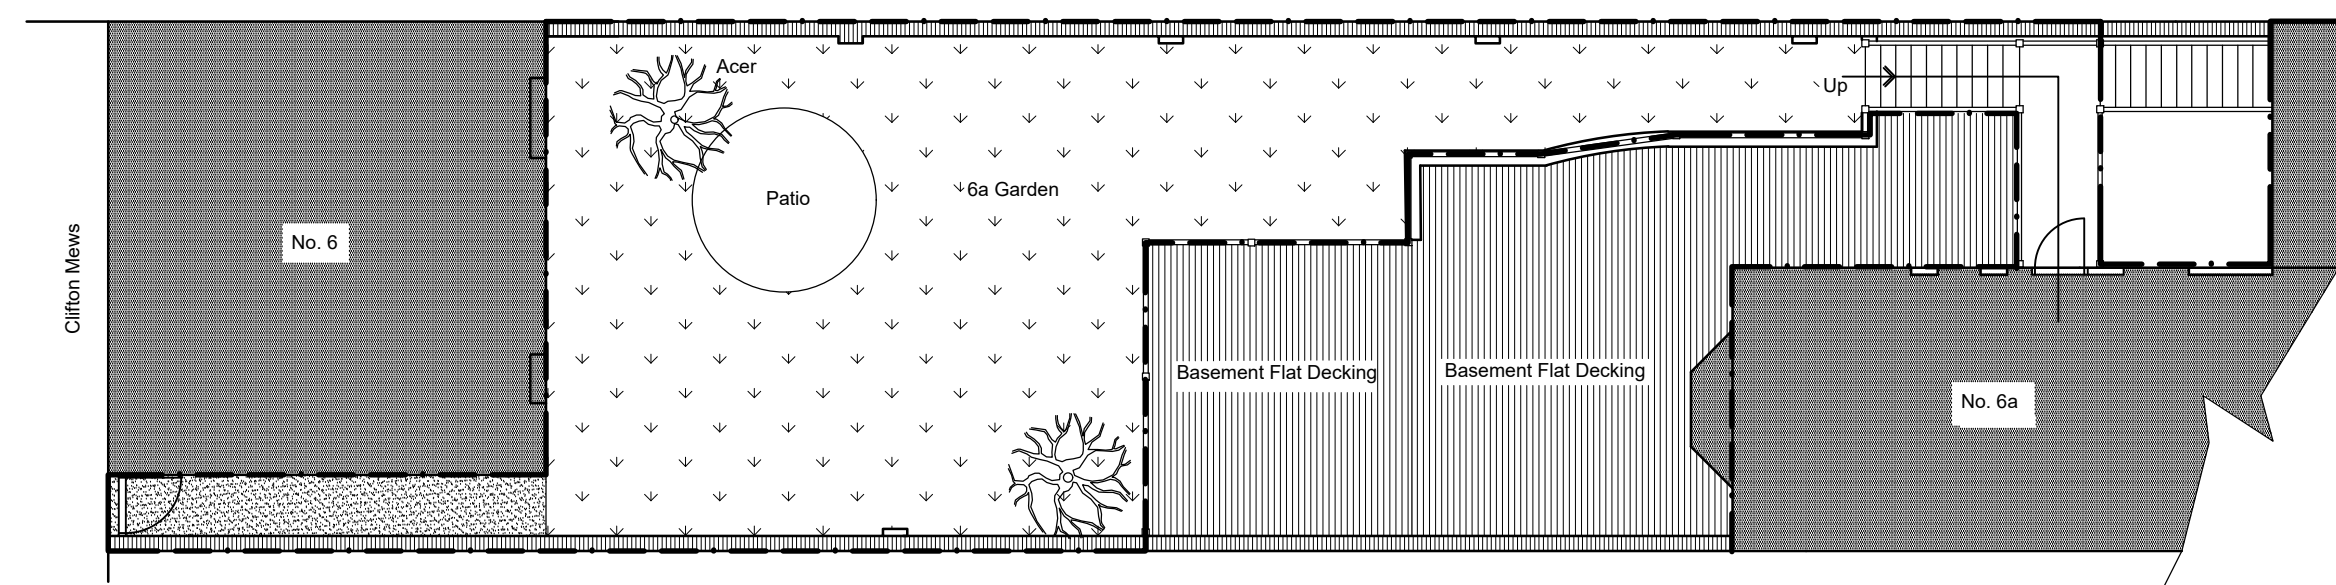 Acer
Up
6a Garden
Patio
No. 6
Clifton Mews
Basement Flat Decking
Basement Flat Decking
No. 6a